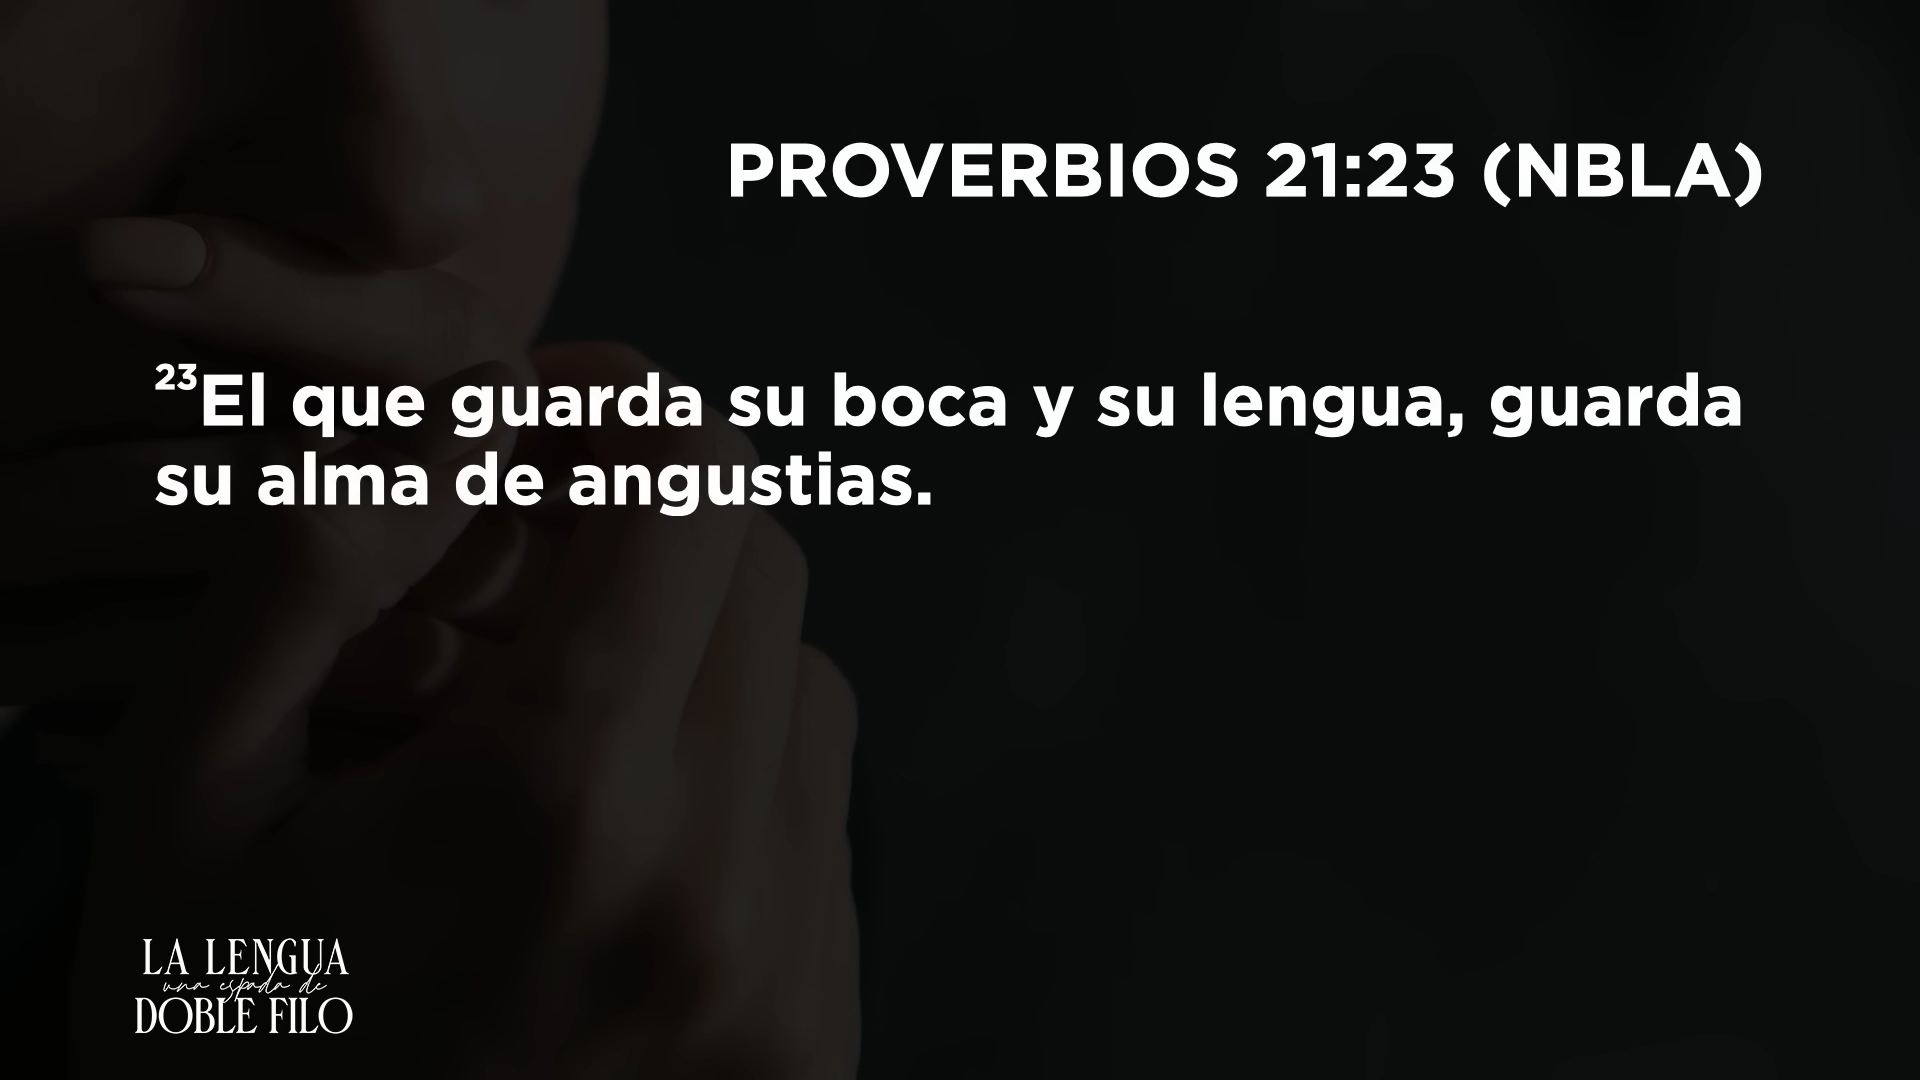 PROVERBIOS 21:23 (NBLA)
23El que guarda su boca y su lengua, guarda
su alma de angustias.
LA LENGUA
una espada de
DOBLE FILO